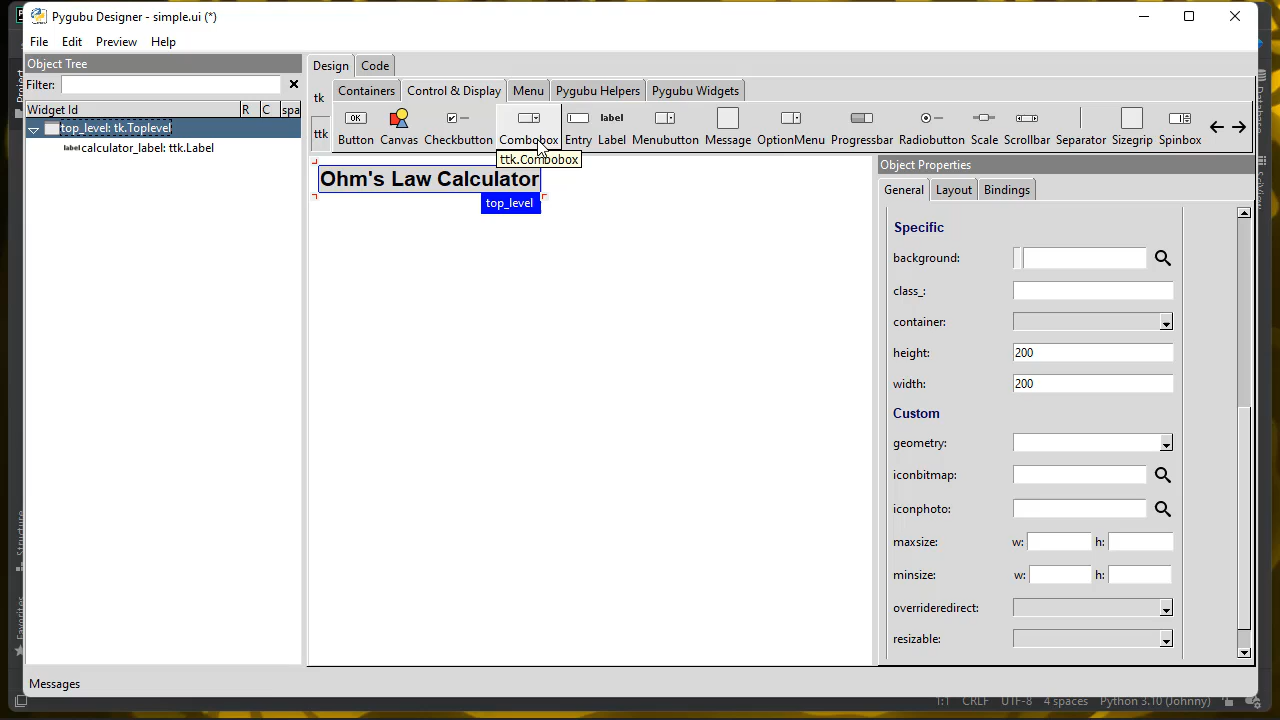 Pygubu Designer - simple.ui (*)
File Edit Preview Help
Object Tree
Filter:
Widget Id R C spa
top_level: tk.Toplevel
label calculator_label: ttk.Label
Design Code
tk Containers Control & Display Menu Pygubu Helpers Pygubu Widgets
ttk
OK label
Button Canvas Checkbutton Combobox Entry Label Menubutton Message OptionMenu Progressbar Radiobutton Scale Scrollbar Separator Sizegrip Spinbox
ttk.Combobox
Ohm's Law Calculator
top_level
Object Properties
General Layout Bindings
Specific
background:
class_:
container:
height: 200
width: 200
Custom
geometry:
iconbitmap:
iconphoto:
maxsize: w: h:
minsize: w: h:
overrideredirect:
resizable:
Messages
Structure
Favorites
1:1 CRLF UTF-8 4 spaces Python 3.10 (Johnny)